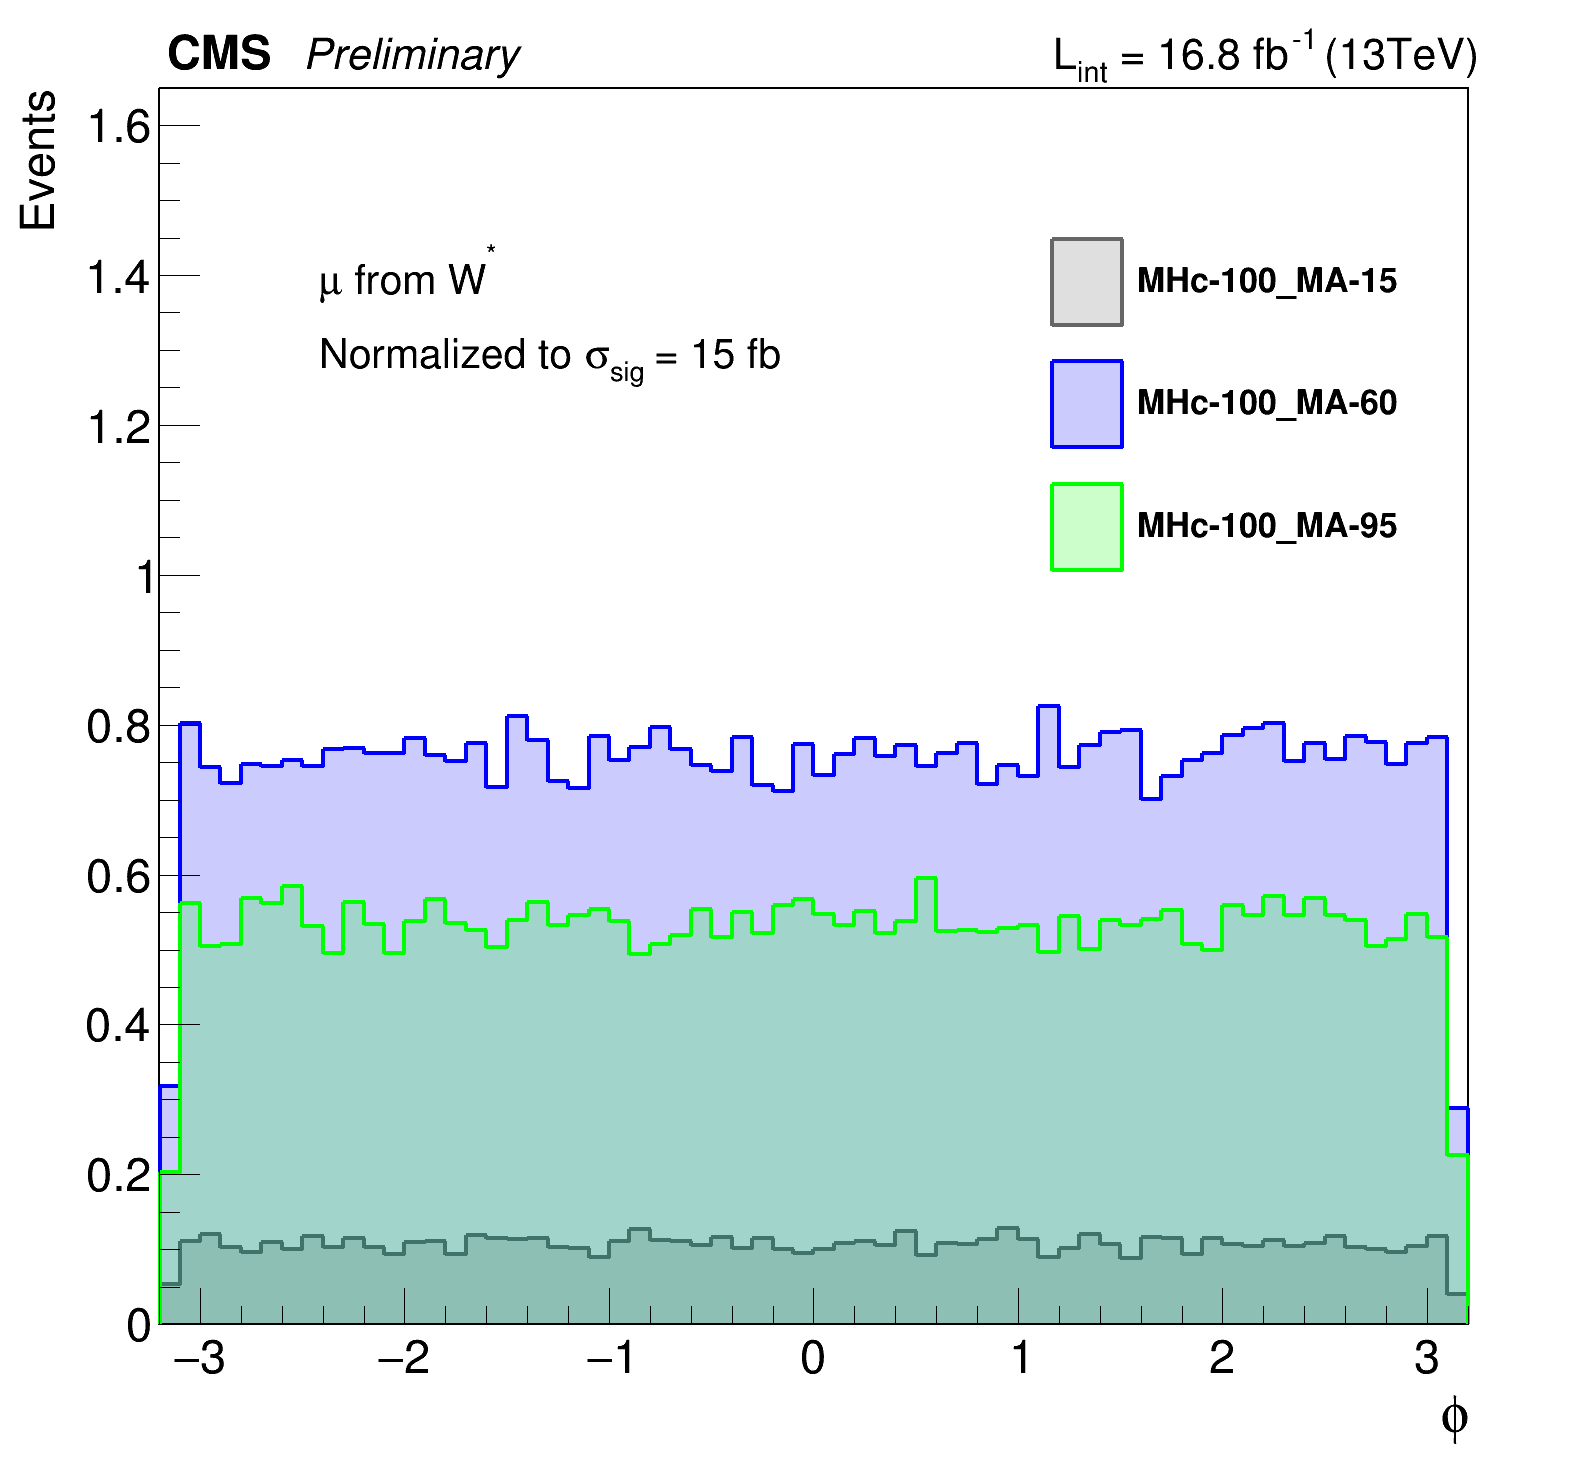 CMS Preliminary
L_int = 16.8 fb^-1 (13TeV)
Events
1.6
1.4
1.2
1
0.8
0.6
0.4
0.2
0
μ from W*
Normalized to σ_sig = 15 fb
MHc-100_MA-15
MHc-100_MA-60
MHc-100_MA-95
−3 −2 −1 0 1 2 3
ϕ